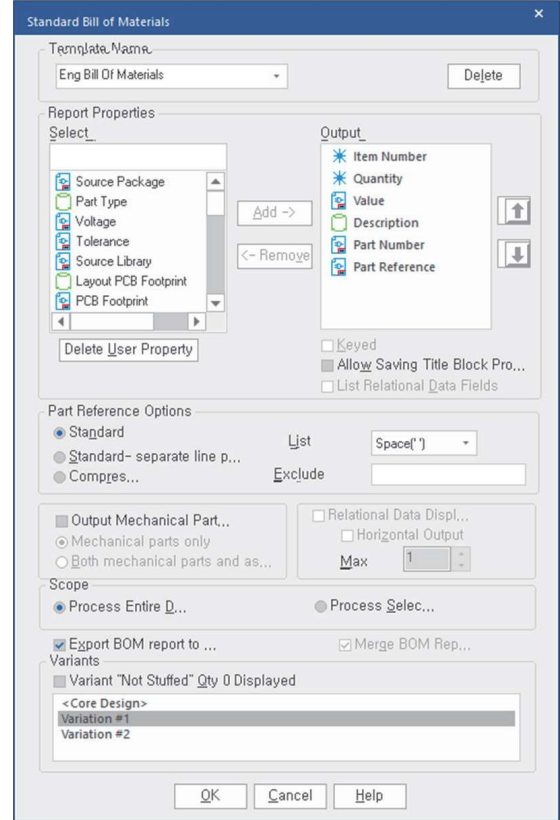 Standard Bill of Materials
×
Template Name
Eng Bill Of Materials
Delete
Report Properties
Select
Output
Source Package
Part Type
Voltage
Tolerance
Source Library
Layout PCB Footprint
PCB Footprint
Add ->
<- Remove
Item Number
Quantity
Value
Description
Part Number
Part Reference
Delete User Property
Keyed
Allow Saving Title Block Pro...
List Relational Data Fields
Part Reference Options
Standard
Standard- separate line p...
Compres...
List
Space(' ')
Exclude
Output Mechanical Part...
Mechanical parts only
Both mechanical parts and as...
Relational Data Displ...
Horizontal Output
Max
1
Scope
Process Entire D...
Process Selec...
Export BOM report to ...
Merge BOM Rep...
Variants
Variant "Not Stuffed" Qty 0 Displayed
<Core Design>
Variation #1
Variation #2
OK
Cancel
Help